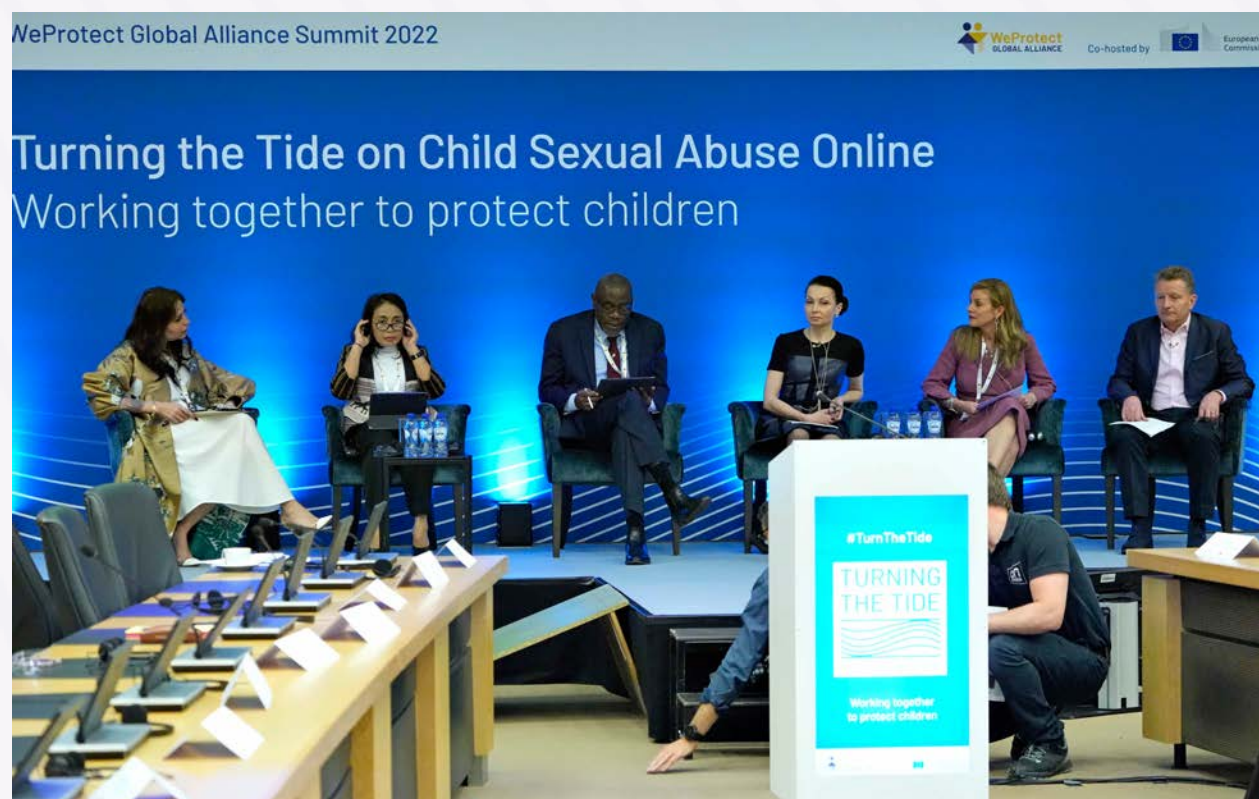 WeProtect Global Alliance Summit 2022
WeProtect
GLOBAL ALLIANCE
Co-hosted by
European
Turning the Tide on Child Sexual Abuse Online
Working together to protect children
#TurnTheTide
TURNING
THE TIDE
Working together
to protect children